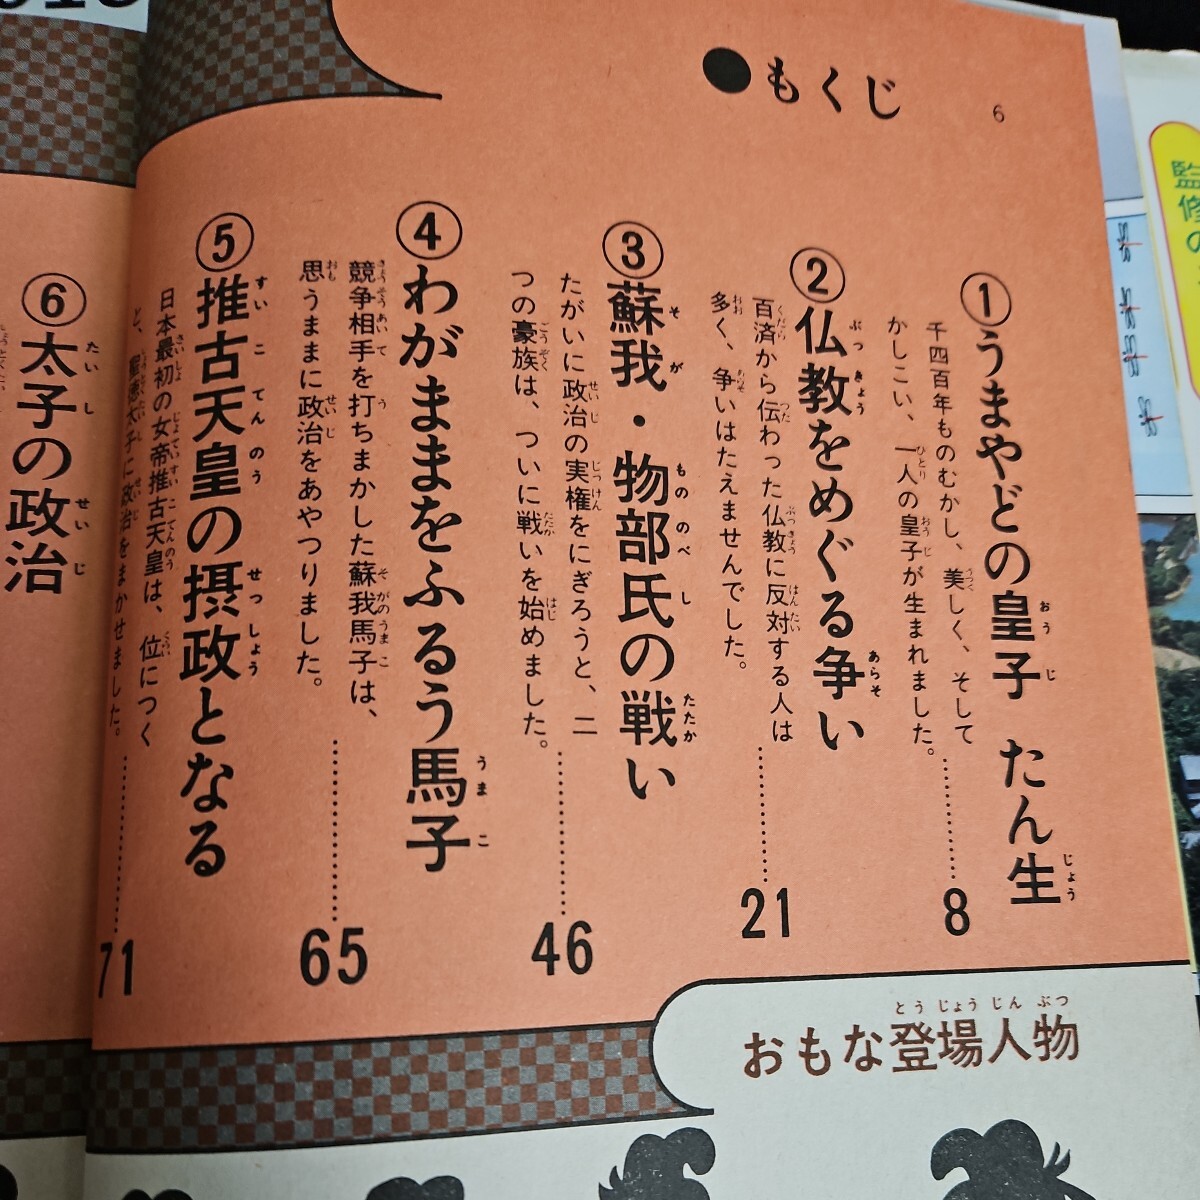 ●もくじ
6
①うまやどの皇子 たん生
千四百年ものむかし、美しく、そして
かしこい、一人の皇子が生まれました。
8
②仏教をめぐる争い
百済から伝わった仏教に反対する人は
多く、争いはたえませんでした。
21
③蘇我・物部氏の戦い
たがいに政治の実権をにぎろうと、二
つの豪族は、ついに戦いを始めました。
46
④わがままをふるう馬子
競争相手を打ちまかした蘇我馬子は、
思うままに政治をあやつりました。
65
⑤推古天皇の摂政となる
日本最初の女帝推古天皇は、位につく
と、聖徳太子に政治をまかせました。
71
⑥太子の政治
おもな登場人物
監修の